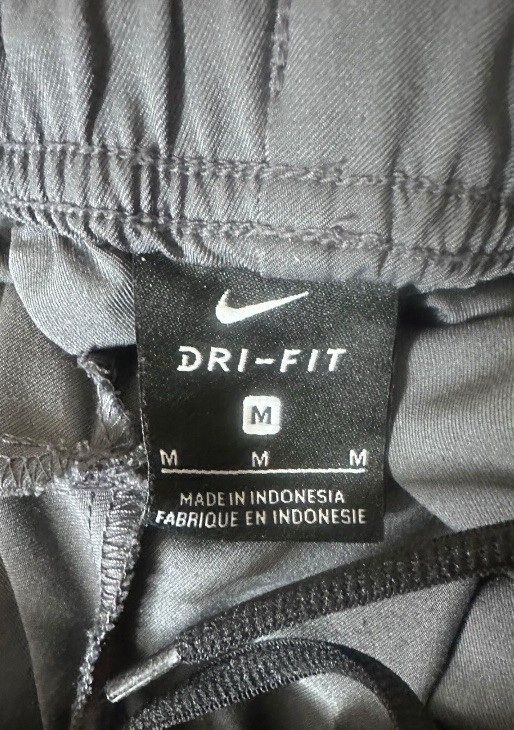 DRI-FIT
M
M M M
MADE IN INDONESIA
FABRIQUE EN INDONESIE